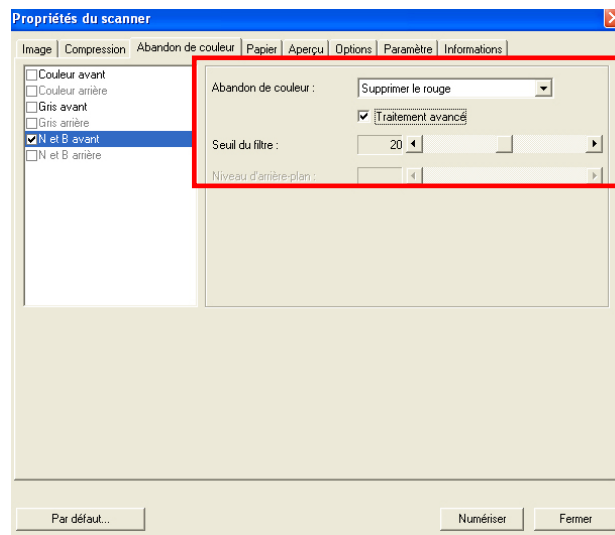 Propriétés du scanner
Image Compression Abandon de couleur Papier Aperçu Options Paramètre Informations
Couleur avant
Couleur arrière
Gris avant
Gris arrière
N et B avant
N et B arrière
Abandon de couleur : Supprimer le rouge
Traitement avancé
Seuil du filtre : 20
Niveau d'arrière-plan :
Par défaut... Numériser Fermer